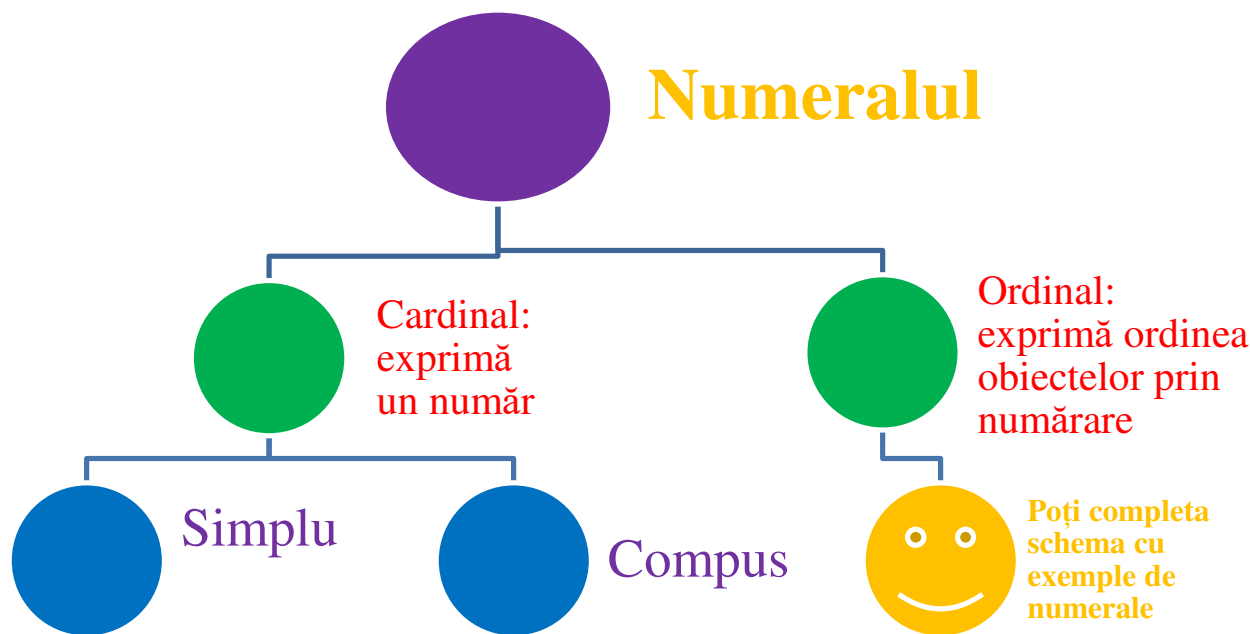 Numeralul
Cardinal:
exprimă
un număr
Ordinal:
exprimă ordinea
obiectelor prin
numărare
Simplu
Compus
Poți completa
schema cu
exemple de
numerale